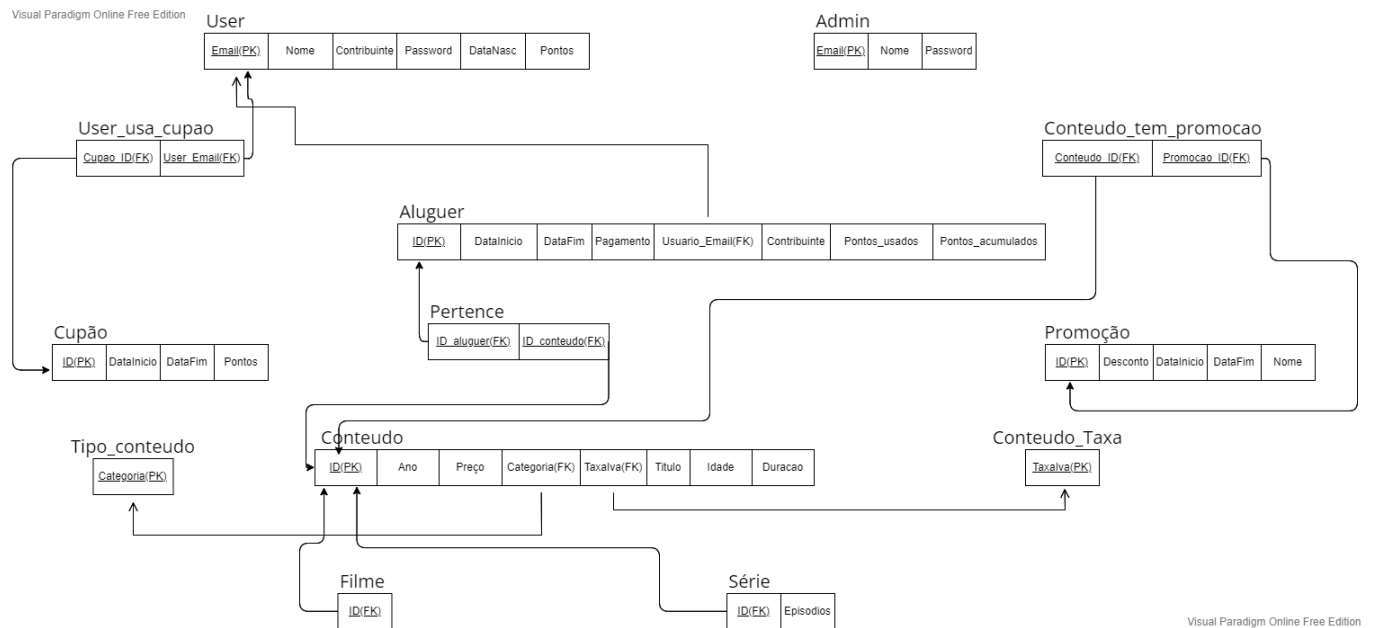 Visual Paradigm Online Free Edition
User
Email(PK) Nome Contribuinte Password DataNasc Pontos
Admin
Email(PK) Nome Password
User_usa_cupao
Cupao_ID(FK) User_Email(FK)
Conteudo_tem_promocao
Conteudo_ID(FK) Promocao_ID(FK)
Aluguer
ID(PK) DataInicio DataFim Pagamento Usuario_Email(FK) Contribuinte Pontos_usados Pontos_acumulados
Pertence
ID_aluguer(FK) ID_conteudo(FK)
Cupão
ID(PK) DataInicio DataFim Pontos
Promoção
ID(PK) Desconto DataInicio DataFim Nome
Tipo_conteudo
Categoria(PK)
Conteudo
ID(PK) Ano Preço Categoria(FK) TaxaIva(FK) Titulo Idade Duracao
Conteudo_Taxa
TaxaIva(PK)
Filme
ID(FK)
Série
ID(FK) Episodios
Visual Paradigm Online Free Edition